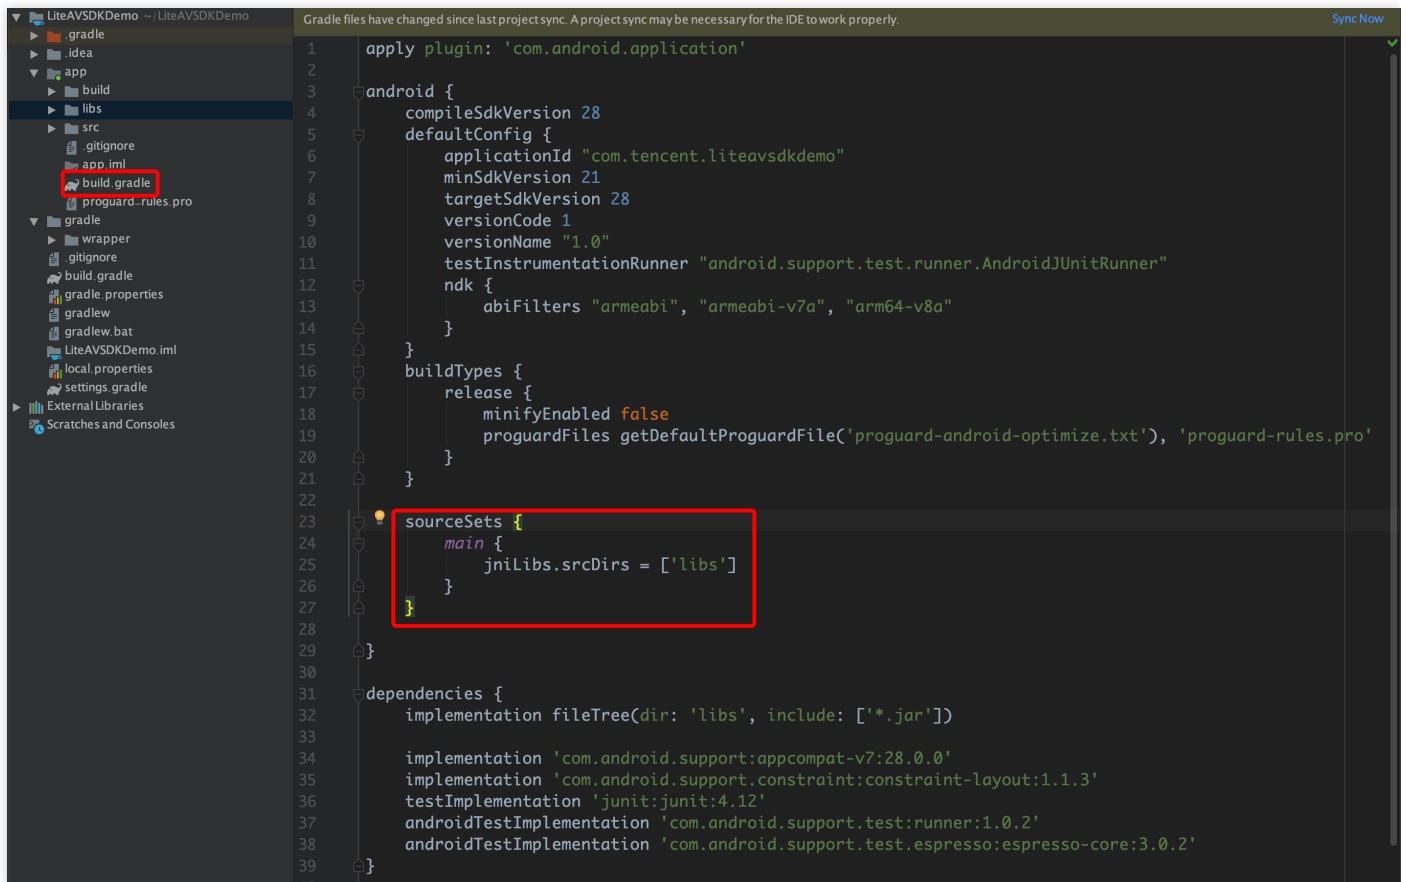 LiteAVSDKDemo ~/LiteAVSDKDemo
.gradle
.idea
app
build
libs
src
.gitignore
app.iml
build.gradle
proguard-rules.pro
gradle
wrapper
.gitignore
build.gradle
gradle.properties
gradlew
gradlew.bat
LiteAVSDKDemo.iml
local.properties
settings.gradle
External Libraries
Scratches and Consoles
Gradle files have changed since last project sync. A project sync may be necessary for the IDE to work properly. Sync Now
1 apply plugin: 'com.android.application'
2
3 android {
4 compileSdkVersion 28
5 defaultConfig {
6 applicationId "com.tencent.liteavsdkdemo"
7 minSdkVersion 21
8 targetSdkVersion 28
9 versionCode 1
10 versionName "1.0"
11 testInstrumentationRunner "android.support.test.runner.AndroidJUnitRunner"
12 ndk {
13 abiFilters "armeabi", "armeabi-v7a", "arm64-v8a"
14 }
15 }
16 buildTypes {
17 release {
18 minifyEnabled false
19 proguardFiles getDefaultProguardFile('proguard-android-optimize.txt'), 'proguard-rules.pro'
20 }
21 }
22
23 sourceSets {
24 main {
25 jniLibs.srcDirs = ['libs']
26 }
27 }
28
29 }
30
31 dependencies {
32 implementation fileTree(dir: 'libs', include: ['*.jar'])
33
34 implementation 'com.android.support:appcompat-v7:28.0.0'
35 implementation 'com.android.support.constraint:constraint-layout:1.1.3'
36 testImplementation 'junit:junit:4.12'
37 androidTestImplementation 'com.android.support.test:runner:1.0.2'
38 androidTestImplementation 'com.android.support.test.espresso:espresso-core:3.0.2'
39 }